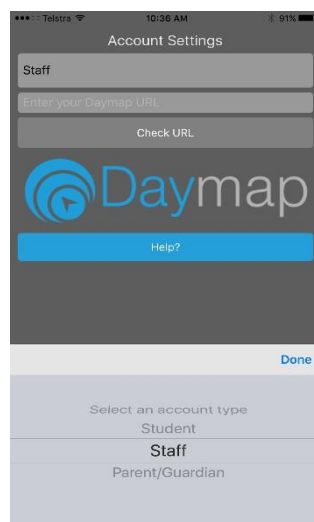 Telstra 10:36 AM 91%
Account Settings
Staff
Enter your Daymap URL
Check URL
Daymap
Help?
Done
Select an account type
Student
Staff
Parent/Guardian